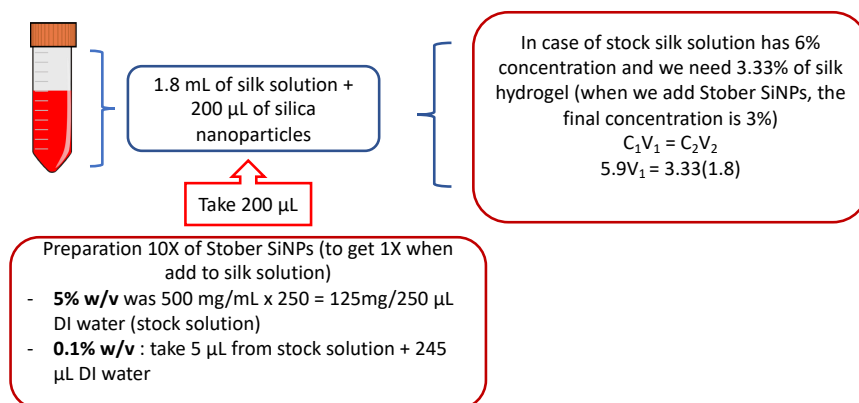 1.8 mL of silk solution +
200 µL of silica
nanoparticles
In case of stock silk solution has 6%
concentration and we need 3.33% of silk
hydrogel (when we add Stober SiNPs, the
final concentration is 3%)
C₁V₁ = C₂V₂
5.9V₁ = 3.33(1.8)
Take 200 µL
Preparation 10X of Stober SiNPs (to get 1X when
add to silk solution)
- 5% w/v was 500 mg/mL x 250 = 125mg/250 µL
DI water (stock solution)
- 0.1% w/v : take 5 µL from stock solution + 245
µL DI water